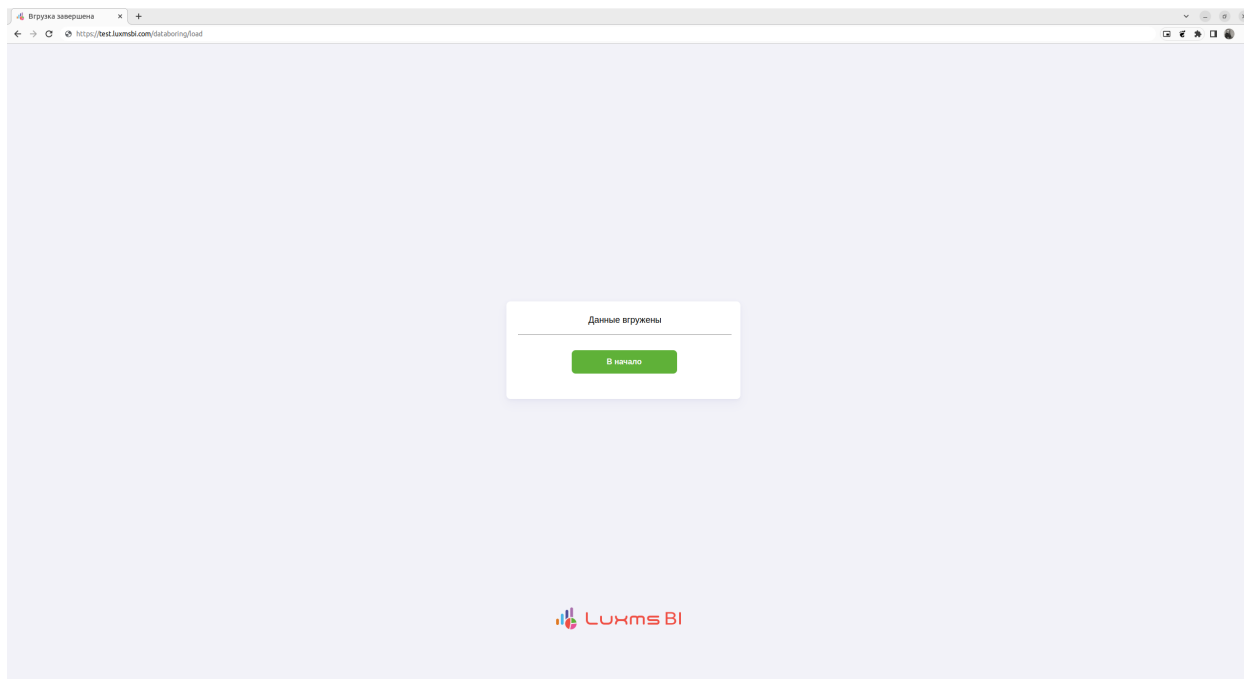 Вгрузка завершена
https://test.luxmsbi.com/databoring/load
Данные вгружены
В начало
Luxms BI